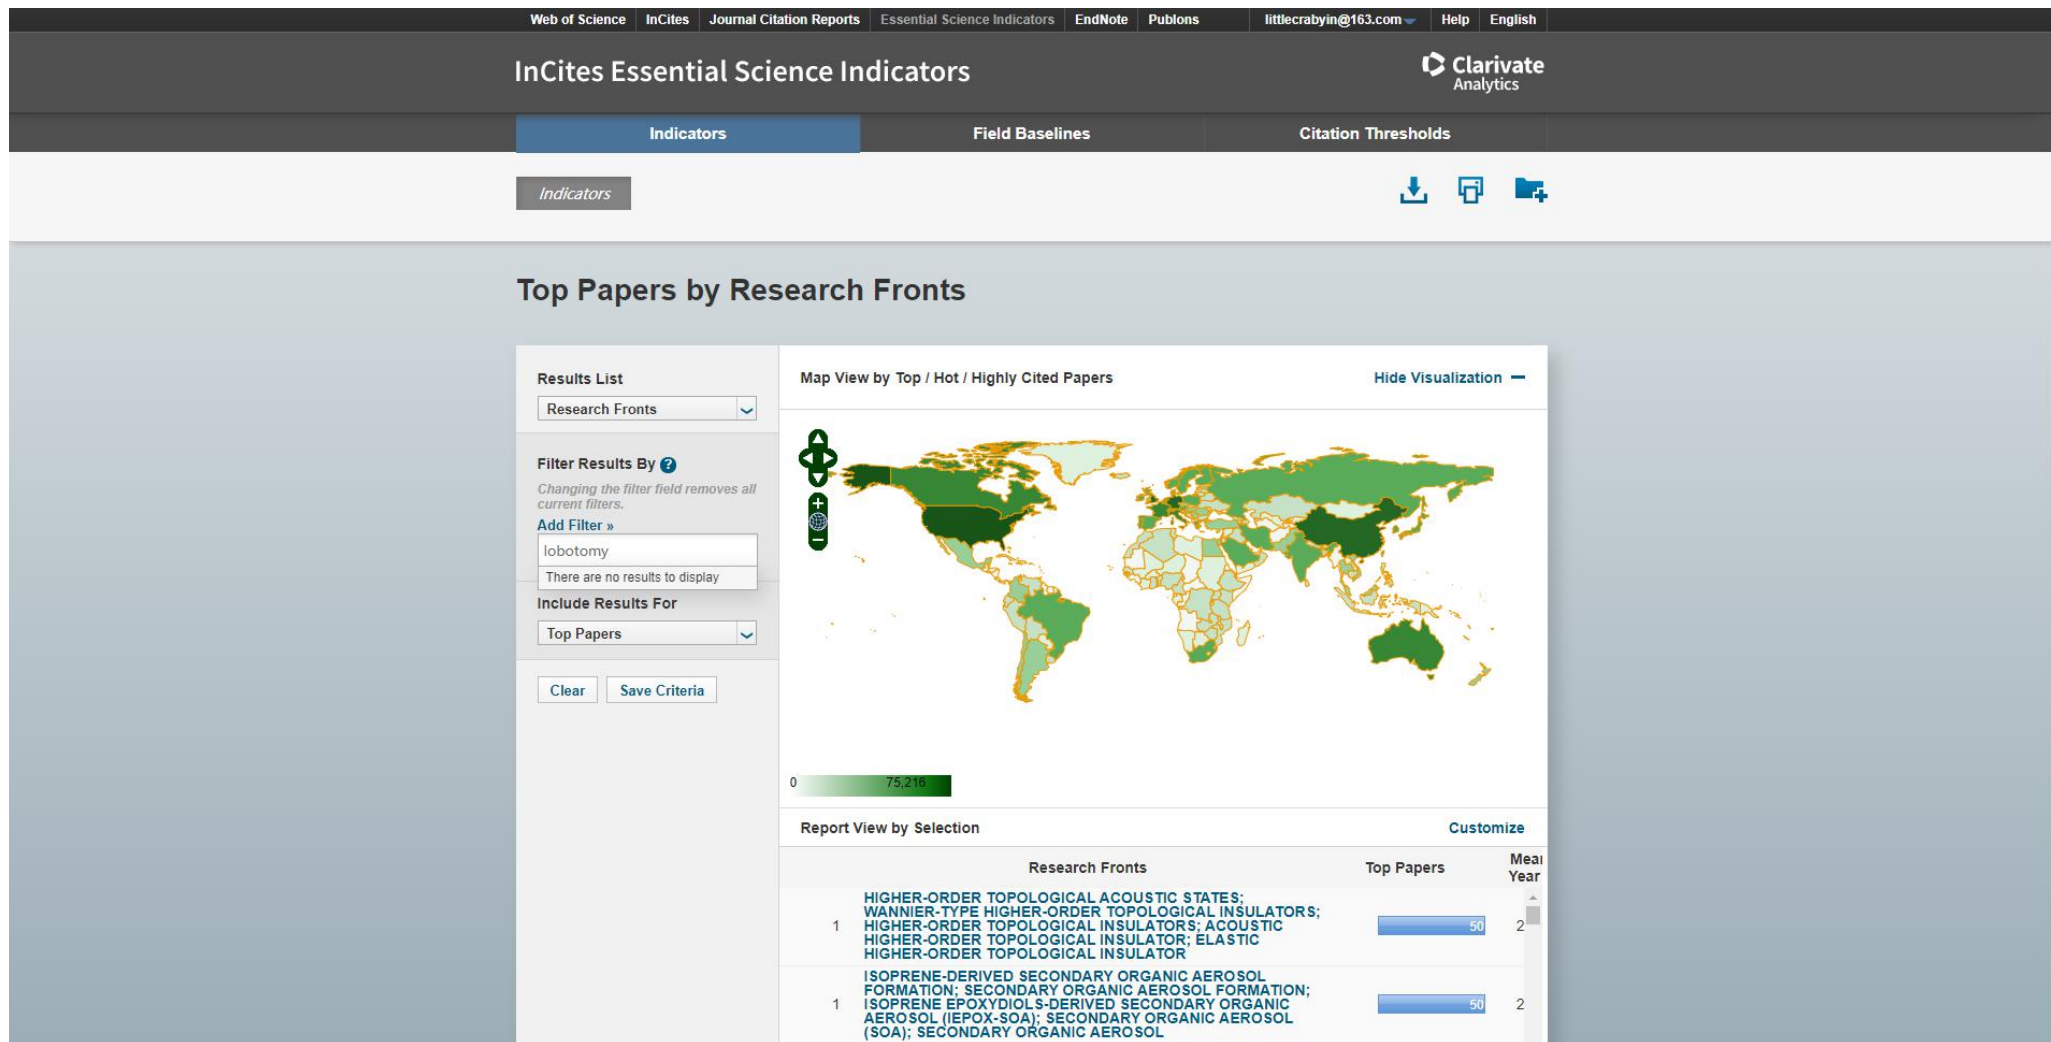 Web of Science InCites Journal Citation Reports Essential Science Indicators EndNote Publons littlecrabyin@163.com Help English
InCites Essential Science Indicators
Clarivate
Analytics
Indicators Field Baselines Citation Thresholds
Indicators
Top Papers by Research Fronts
Results List
Research Fronts
Filter Results By ?
Changing the filter field removes all
current filters.
Add Filter »
lobotomy
There are no results to display
Include Results For
Top Papers
Clear Save Criteria
Map View by Top / Hot / Highly Cited Papers Hide Visualization
0 75,216
Report View by Selection Customize
Research Fronts Top Papers
Year
1 HIGHER-ORDER TOPOLOGICAL ACOUSTIC STATES;
WANNIER-TYPE HIGHER-ORDER TOPOLOGICAL INSULATORS;
HIGHER-ORDER TOPOLOGICAL INSULATORS; ACOUSTIC
HIGHER-ORDER TOPOLOGICAL INSULATOR; ELASTIC
HIGHER-ORDER TOPOLOGICAL INSULATOR
50 2
1 ISOPRENE-DERIVED SECONDARY ORGANIC AEROSOL
FORMATION; SECONDARY ORGANIC AEROSOL FORMATION;
ISOPRENE EPOXYDIOLS-DERIVED SECONDARY ORGANIC
AEROSOL (IEPOX-SOA); SECONDARY ORGANIC AEROSOL
(SOA); SECONDARY ORGANIC AEROSOL
50 2